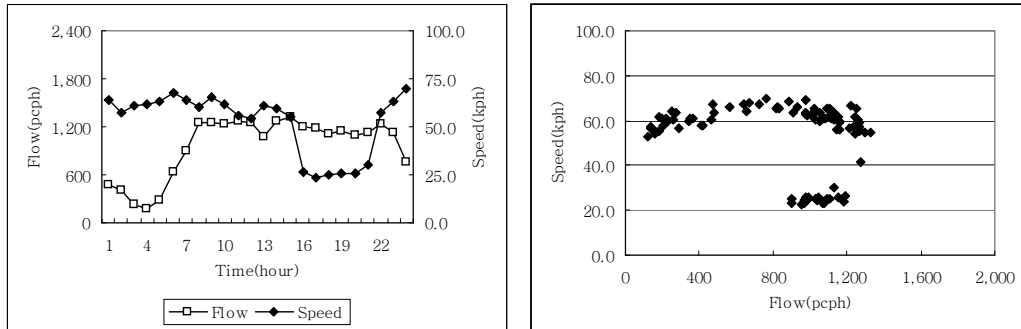 2,400
1,800
1,200
600
0
Flow(pcph)
100.0
75.0
50.0
25.0
0.0
Speed(kph)
1 4 7 10 13 16 19 22
Time(hour)
Flow Speed
100.0
80.0
60.0
40.0
20.0
0.0
Speed(kph)
0 400 800 1,200 1,600 2,000
Flow(pcph)